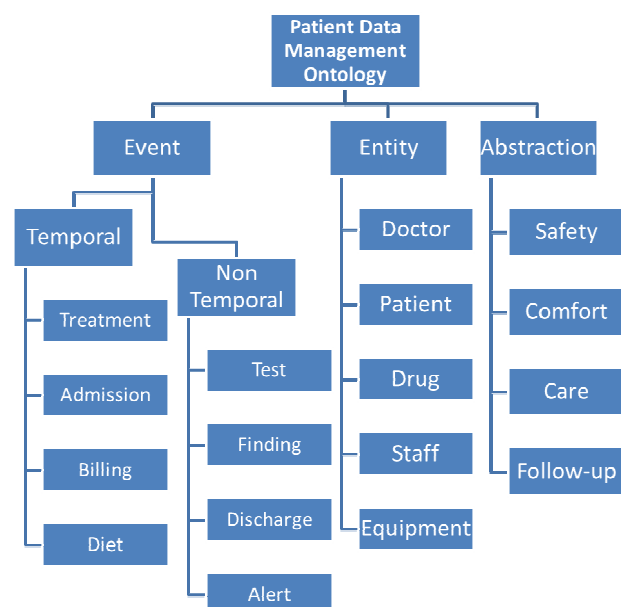 Patient Data
Management
Ontology
Event
Entity
Abstraction
Temporal
Non
Temporal
Treatment
Admission
Billing
Diet
Test
Finding
Discharge
Alert
Doctor
Patient
Drug
Staff
Equipment
Safety
Comfort
Care
Follow-up